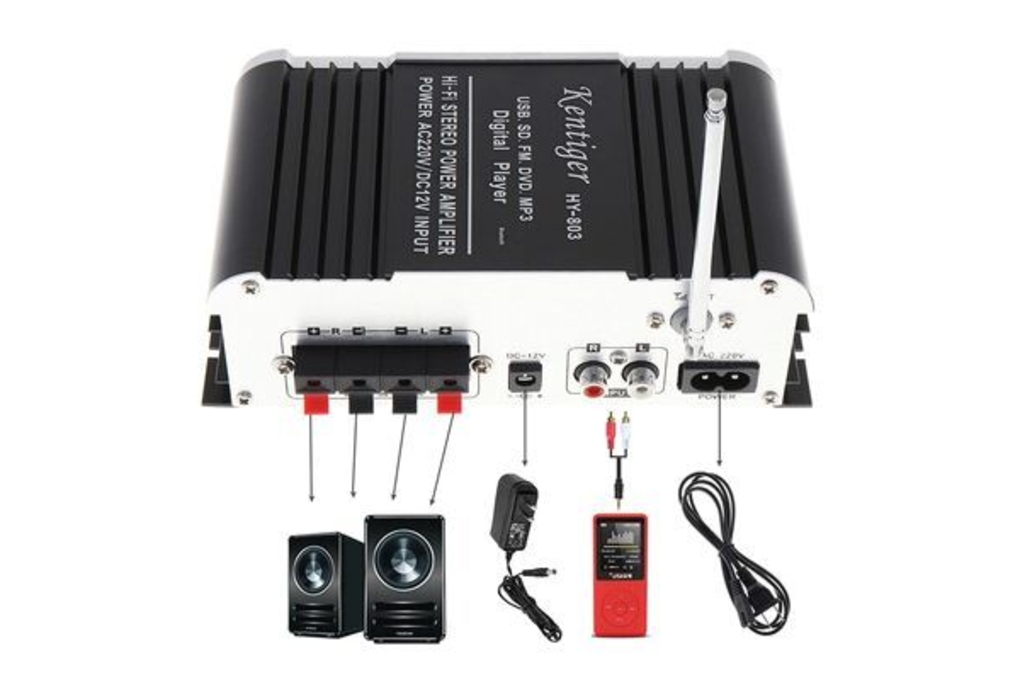 Kentiger HY-803
USB. SD. FM. DVD. MP3
Digital Player
Bluetooth
Hi-Fi STEREO POWER AMPLIFIER
POWER AC220V/DC12V INPUT
+ R − − L +
DC-12V
R L
AC 220V
POWER